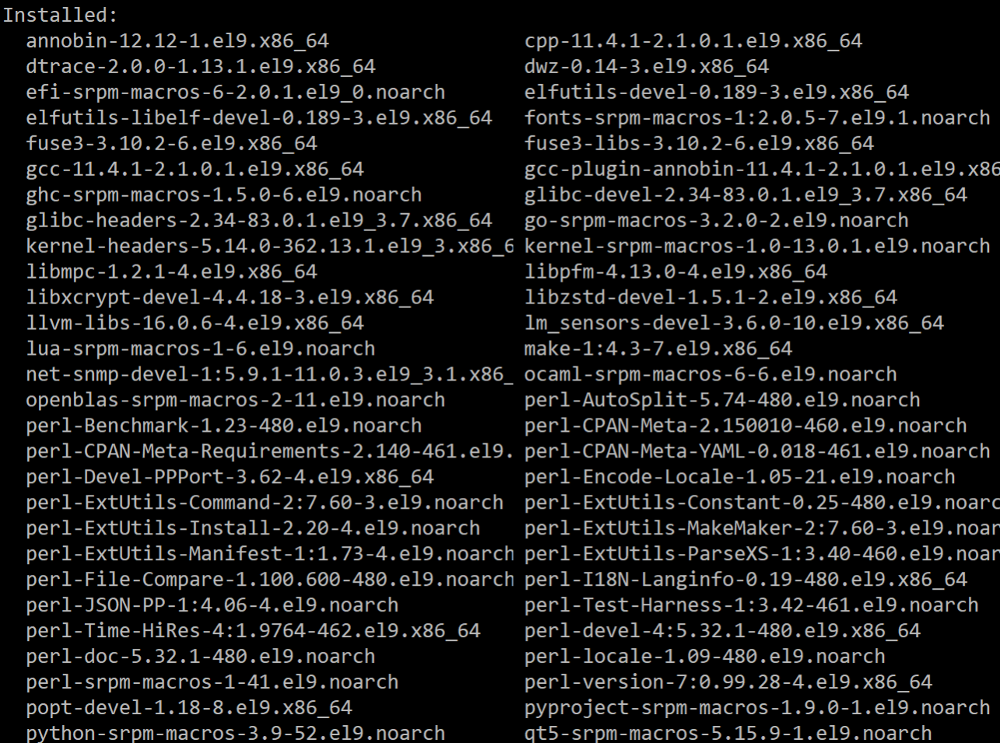 Installed:
annobin-12.12-1.el9.x86_64 cpp-11.4.1-2.1.0.1.el9.x86_64
dtrace-2.0.0-1.13.1.el9.x86_64 dwz-0.14-3.el9.x86_64
efi-srpm-macros-6-2.0.1.el9_0.noarch elfutils-devel-0.189-3.el9.x86_64
elfutils-libelf-devel-0.189-3.el9.x86_64 fonts-srpm-macros-1:2.0.5-7.el9.1.noarch
fuse3-3.10.2-6.el9.x86_64 fuse3-libs-3.10.2-6.el9.x86_64
gcc-11.4.1-2.1.0.1.el9.x86_64 gcc-plugin-annobin-11.4.1-2.1.0.1.el9.x86
ghc-srpm-macros-1.5.0-6.el9.noarch glibc-devel-2.34-83.0.1.el9_3.7.x86_64
glibc-headers-2.34-83.0.1.el9_3.7.x86_64 go-srpm-macros-3.2.0-2.el9.noarch
kernel-headers-5.14.0-362.13.1.el9_3.x86_6 kernel-srpm-macros-1.0-13.0.1.el9.noarch
libmpc-1.2.1-4.el9.x86_64 libpfm-4.13.0-4.el9.x86_64
libxcrypt-devel-4.4.18-3.el9.x86_64 libzstd-devel-1.5.1-2.el9.x86_64
llvm-libs-16.0.6-4.el9.x86_64 lm_sensors-devel-3.6.0-10.el9.x86_64
lua-srpm-macros-1-6.el9.noarch make-1:4.3-7.el9.x86_64
net-snmp-devel-1:5.9.1-11.0.3.el9_3.1.x86_ ocaml-srpm-macros-6-6.el9.noarch
openblas-srpm-macros-2-11.el9.noarch perl-AutoSplit-5.74-480.el9.noarch
perl-Benchmark-1.23-480.el9.noarch perl-CPAN-Meta-2.150010-460.el9.noarch
perl-CPAN-Meta-Requirements-2.140-461.el9. perl-CPAN-Meta-YAML-0.018-461.el9.noarch
perl-Devel-PPPort-3.62-4.el9.x86_64 perl-Encode-Locale-1.05-21.el9.noarch
perl-ExtUtils-Command-2:7.60-3.el9.noarch perl-ExtUtils-Constant-0.25-480.el9.noarc
perl-ExtUtils-Install-2.20-4.el9.noarch perl-ExtUtils-MakeMaker-2:7.60-3.el9.noar
perl-ExtUtils-Manifest-1:1.73-4.el9.noarch perl-ExtUtils-ParseXS-1:3.40-460.el9.noar
perl-File-Compare-1.100.600-480.el9.noarch perl-I18N-Langinfo-0.19-480.el9.x86_64
perl-JSON-PP-1:4.06-4.el9.noarch perl-Test-Harness-1:3.42-461.el9.noarch
perl-Time-HiRes-4:1.9764-462.el9.x86_64 perl-devel-4:5.32.1-480.el9.x86_64
perl-doc-5.32.1-480.el9.noarch perl-locale-1.09-480.el9.noarch
perl-srpm-macros-1-41.el9.noarch perl-version-7:0.99.28-4.el9.x86_64
popt-devel-1.18-8.el9.x86_64 pyproject-srpm-macros-1.9.0-1.el9.noarch
python-srpm-macros-3.9-52.el9.noarch qt5-srpm-macros-5.15.9-1.el9.noarch